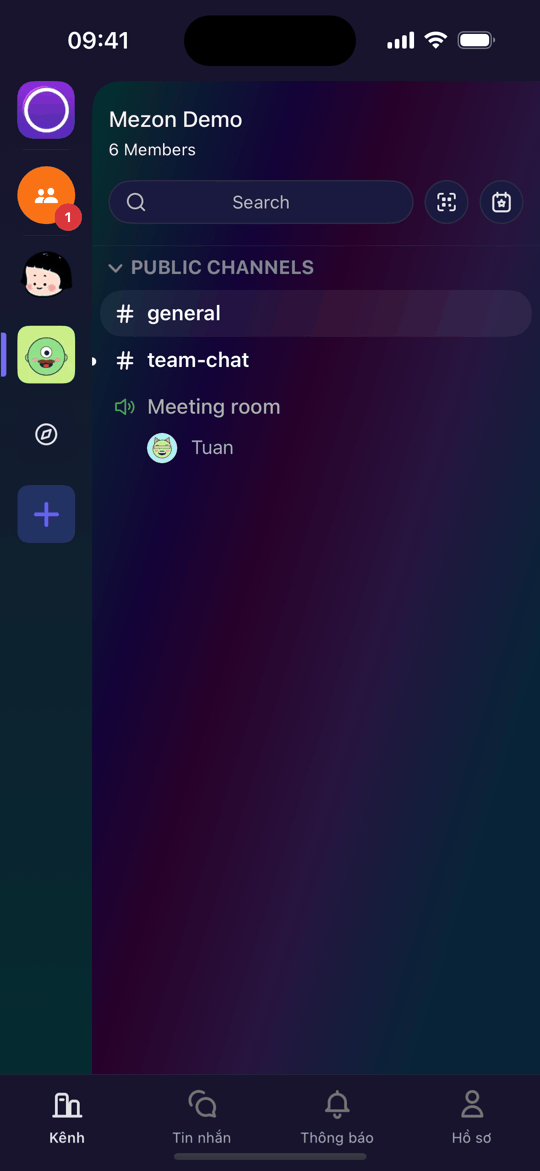 09:41
Mezon Demo
6 Members
Search
1
PUBLIC CHANNELS
# general
# team-chat
Meeting room
Tuan
Kênh
Tin nhắn
Thông báo
Hồ sơ